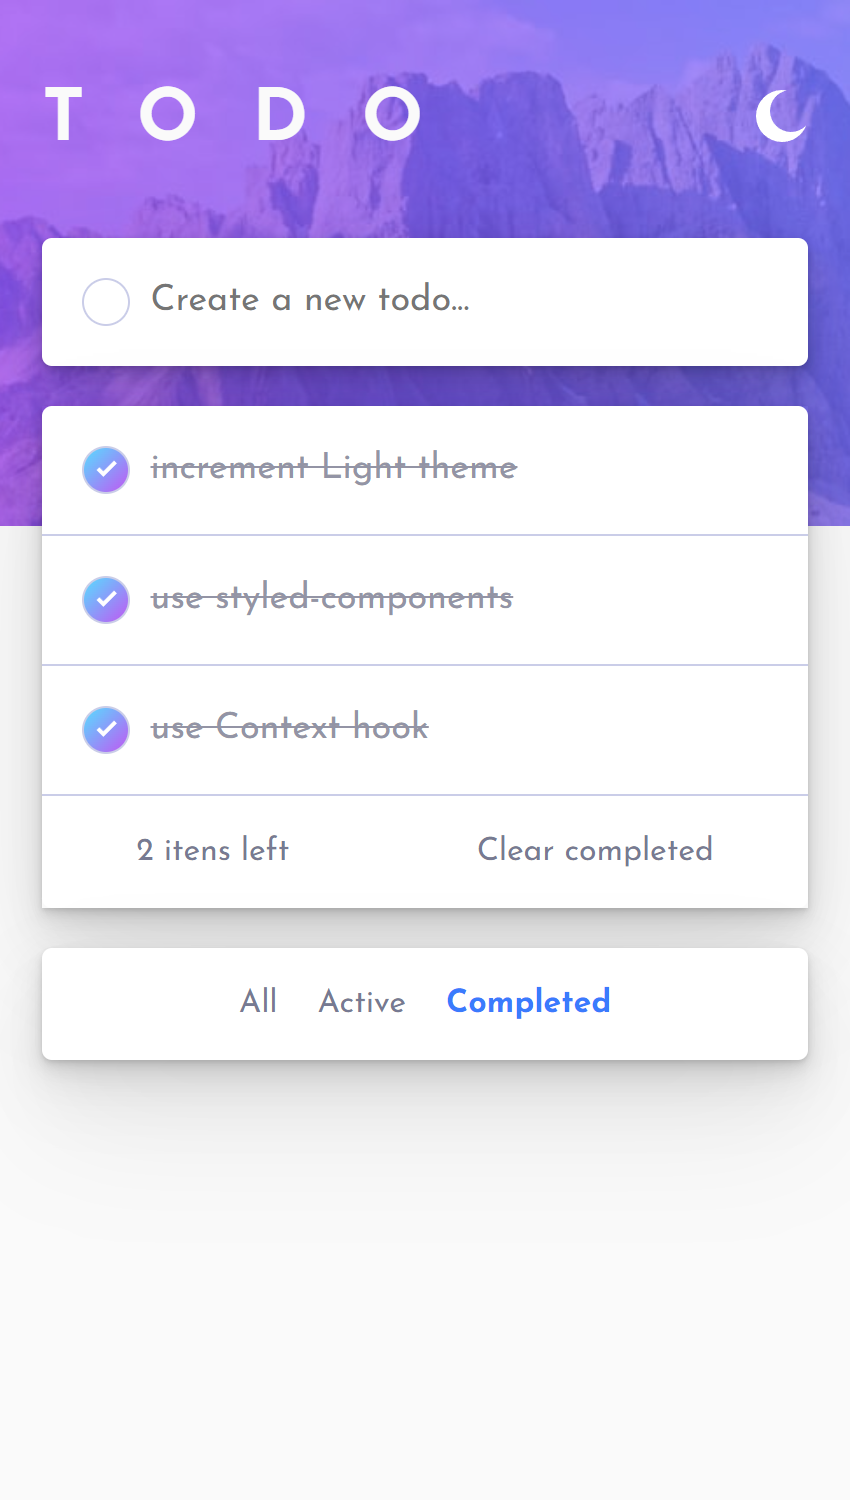 TODO
Create a new todo...
increment Light theme
use styled-components
use Context hook
2 itens left Clear completed
All Active Completed